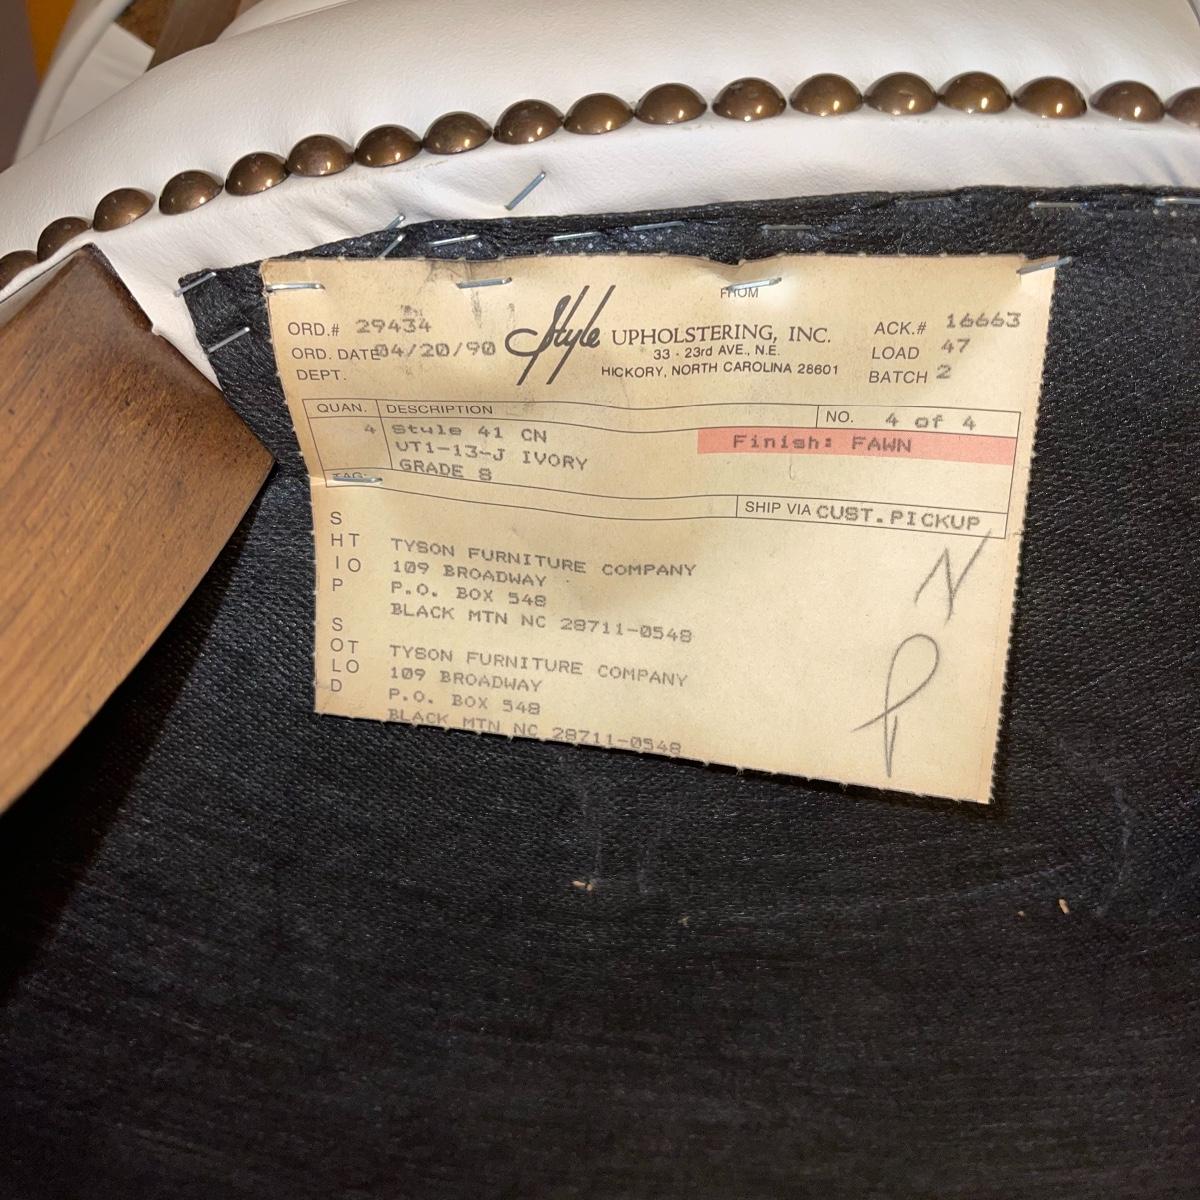 FROM
ORD.# 29434
ORD. DATE 04/20/90
DEPT.
Style UPHOLSTERING, INC.
33 - 23rd AVE., N.E.
HICKORY, NORTH CAROLINA 28601
ACK.# 16663
LOAD 47
BATCH 2
QUAN. DESCRIPTION NO. 4 of 4
4 Style 41 CN Finish: FAWN
UT1-13-J IVORY
GRADE 8
TAG:
SHIP VIA CUST.PICKUP
SHIP TO
TYSON FURNITURE COMPANY
109 BROADWAY
P.O. BOX 548
BLACK MTN NC 28711-0548
SOLD TO
TYSON FURNITURE COMPANY
109 BROADWAY
P.O. BOX 548
BLACK MTN NC 28711-0548
N
P